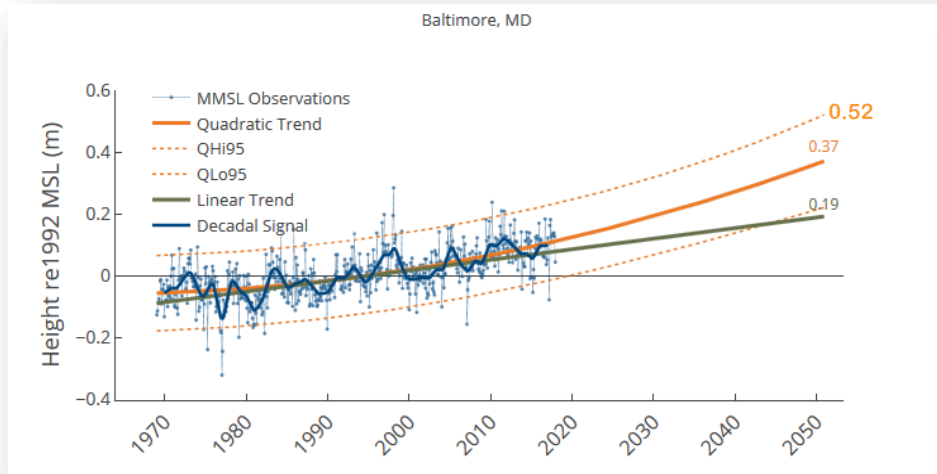 Baltimore, MD
Height re1992 MSL (m)
0.6
0.4
0.2
0
−0.2
−0.4
MMSL Observations
Quadratic Trend
QHi95
QLo95
Linear Trend
Decadal Signal
0.52
0.37
0.19
1970
1980
1990
2000
2010
2020
2030
2040
2050